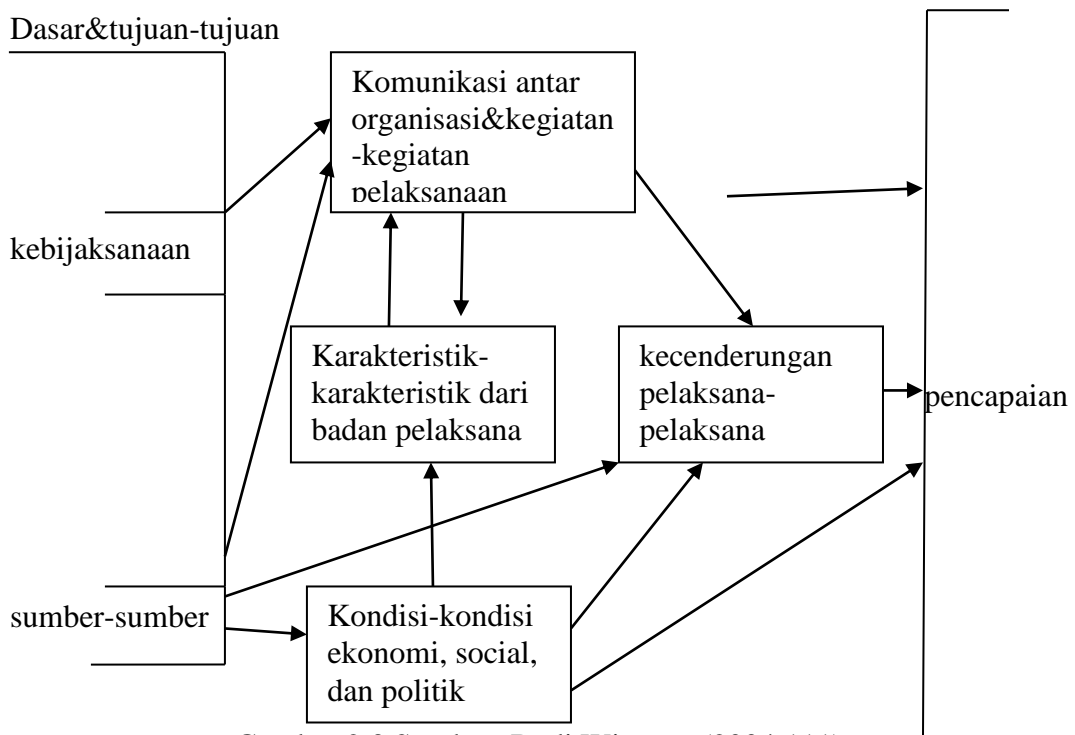 Dasar&tujuan-tujuan
Komunikasi antar
organisasi&kegiatan
-kegiatan
pelaksanaan
kebijaksanaan
Karakteristik-
karakteristik dari
badan pelaksana
kecenderungan
pelaksana-
pelaksana
pencapaian
sumber-sumber
Kondisi-kondisi
ekonomi, social,
dan politik